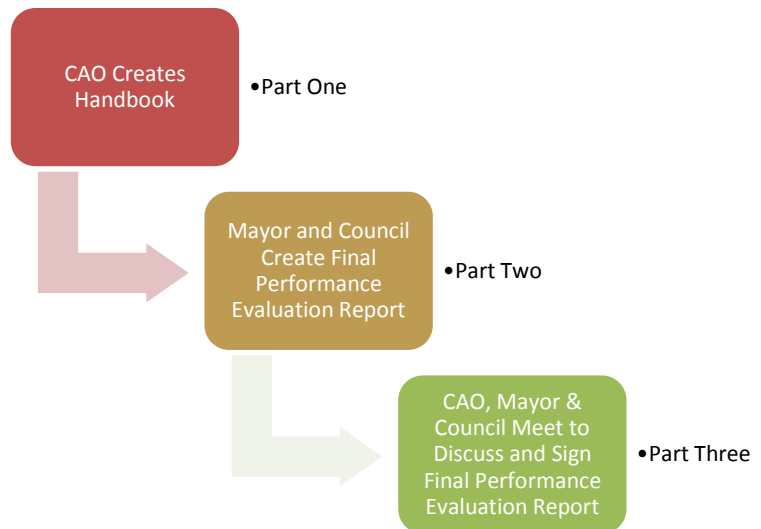 CAO Creates
Handbook
•Part One
Mayor and Council
Create Final
Performance
Evaluation Report
•Part Two
CAO, Mayor &
Council Meet to
Discuss and Sign
Final Performance
Evaluation Report
•Part Three